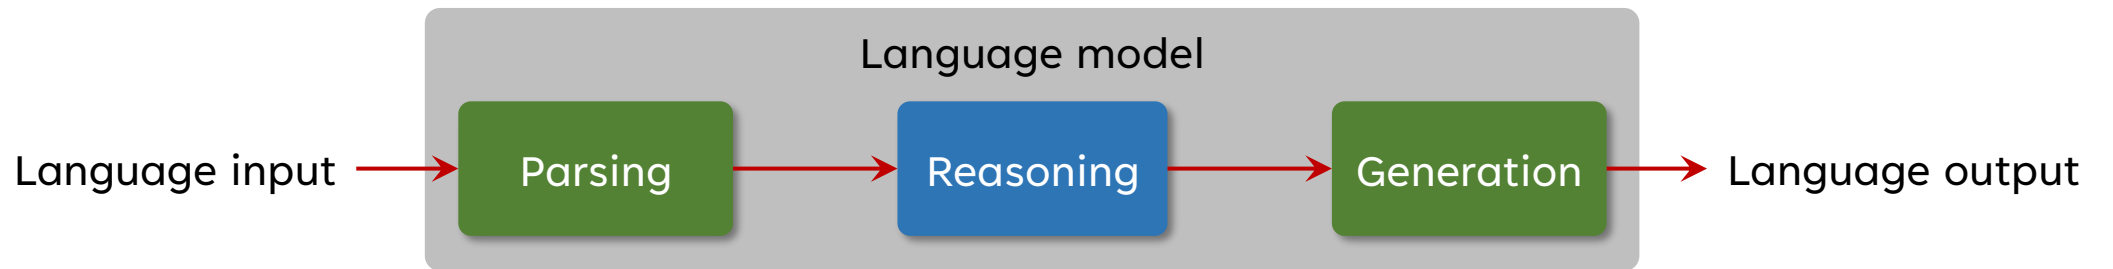 Language model
Language input
Parsing
Reasoning
Generation
Language output